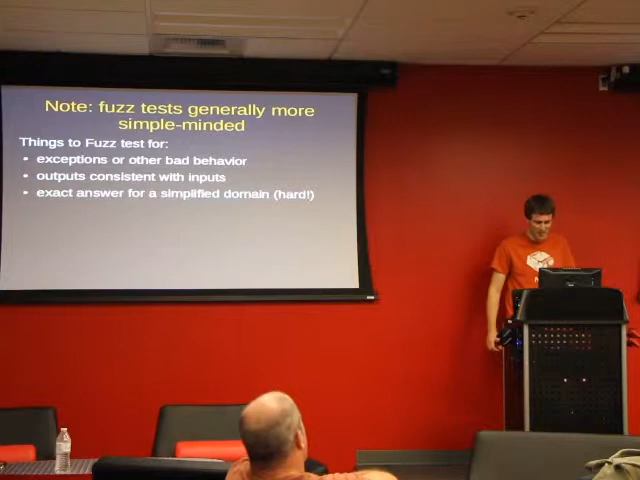 Note: fuzz tests generally more
simple-minded
Things to Fuzz test for:
• exceptions or other bad behavior
• outputs consistent with inputs
• exact answer for a simplified domain (hard!)